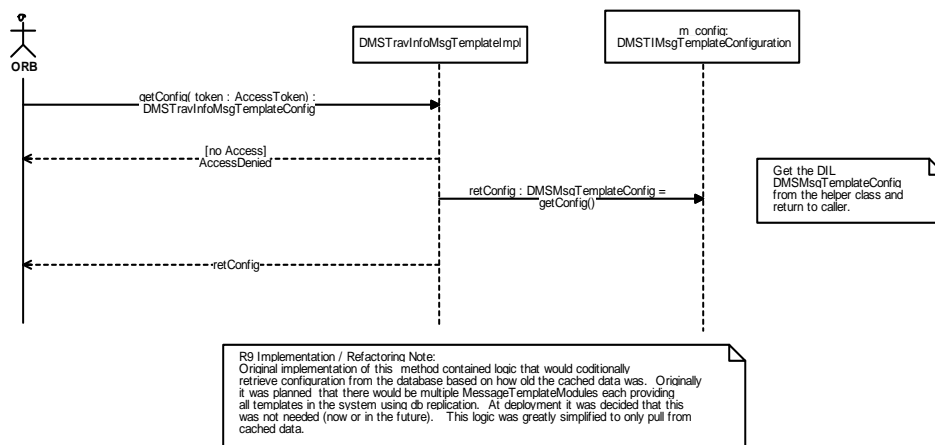 ORB
DMSTravInfoMsgTemplateImpl
m_config:
DMSTIMsgTemplateConfiguration
getConfig( token : AccessToken) :
DMSTravInfoMsgTemplateConfig
[no Access]
AccessDenied
retConfig : DMSMsgTemplateConfig =
getConfig()
Get the DIL
DMSMsgTemplateConfig
from the helper class and
return to caller.
retConfig
R9 Implementation / Refactoring Note:
Original implementation of this method contained logic that would coditionally
retrieve configuration from the database based on how old the cached data was. Originally
it was planned that there would be multiple MessageTemplateModules each providing
all templates in the system using db replication. At deployment it was decided that this
was not needed (now or in the future). This logic was greatly simplified to only pull from
cached data.